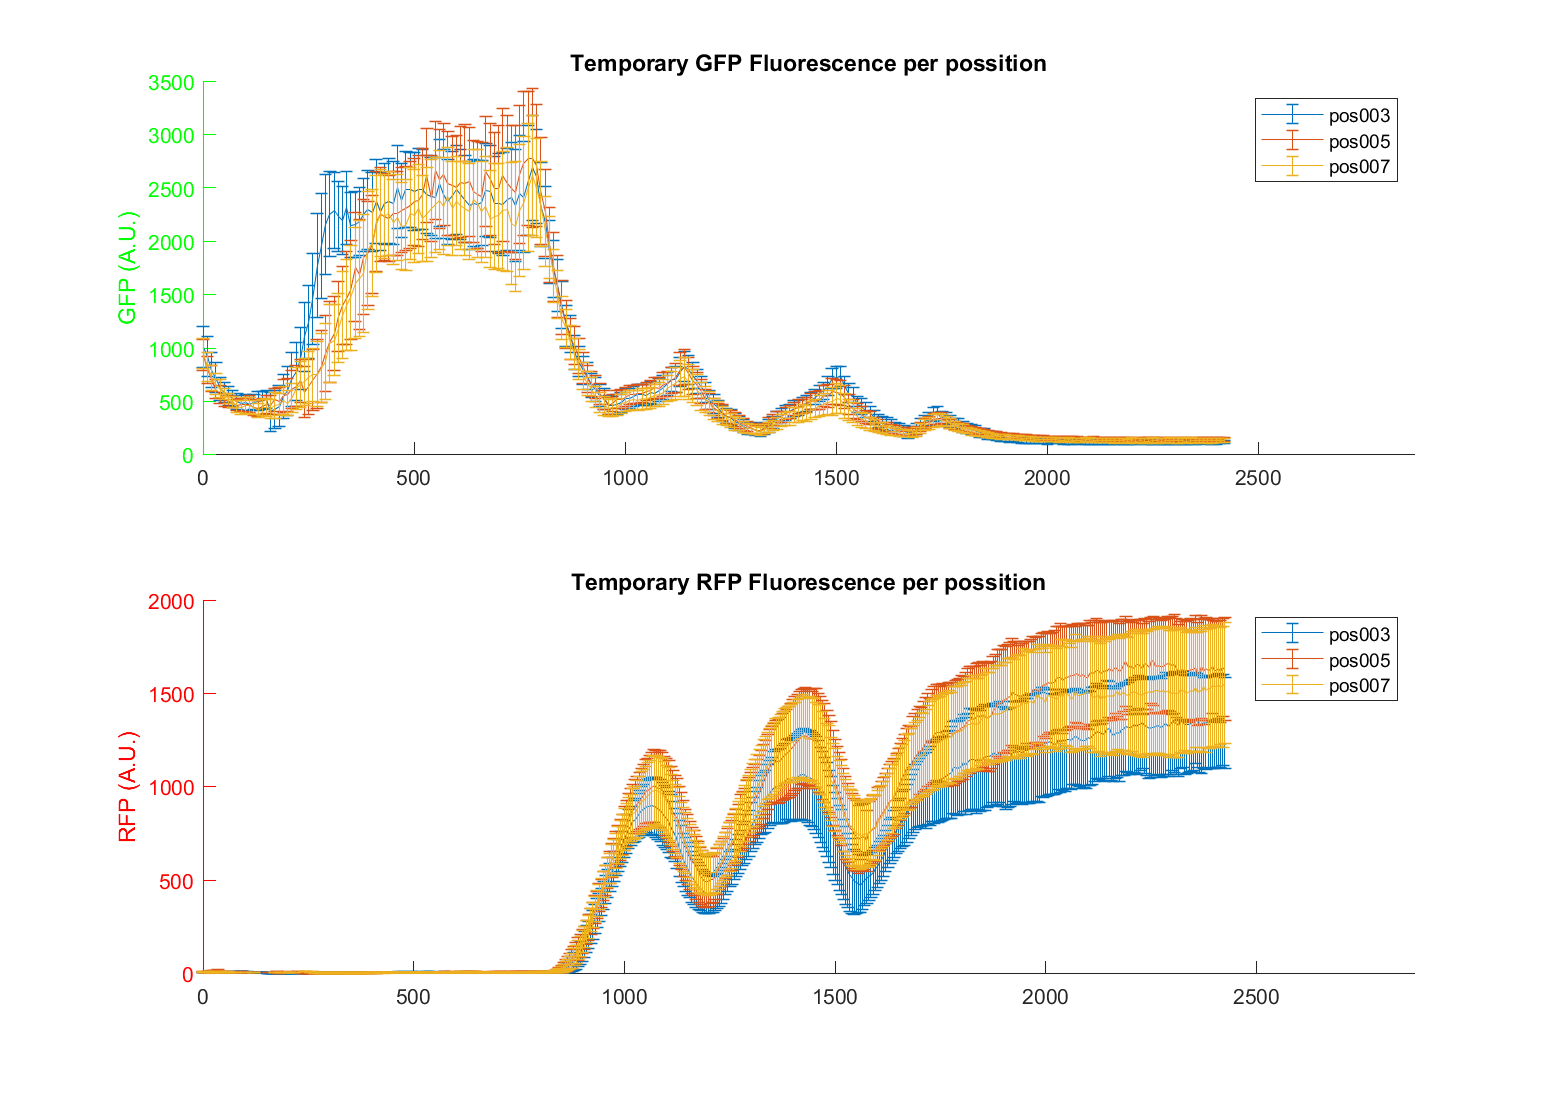 Temporary GFP Fluorescence per possition
GFP (A.U.)
3500
3000
2500
2000
1500
1000
500
0
0 500 1000 1500 2000 2500
pos003
pos005
pos007
Temporary RFP Fluorescence per possition
RFP (A.U.)
2000
1500
1000
500
0
0 500 1000 1500 2000 2500
pos003
pos005
pos007